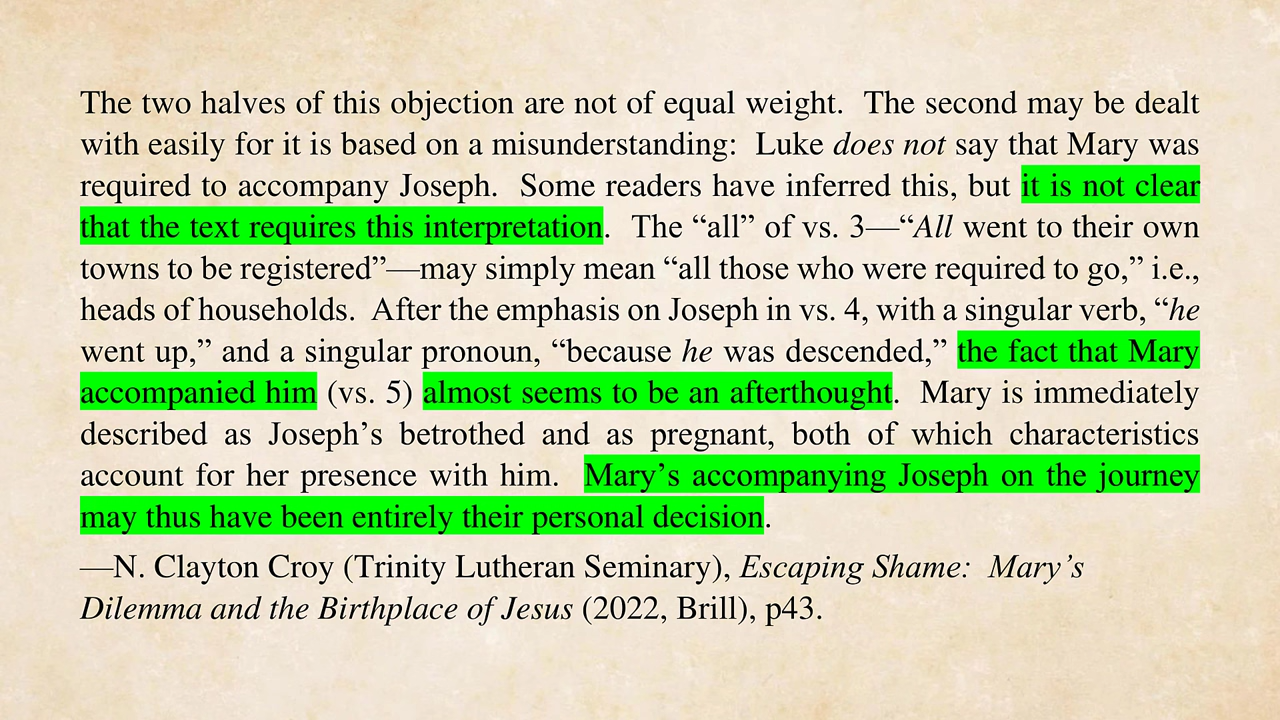 The two halves of this objection are not of equal weight.  The second may be dealt
with easily for it is based on a misunderstanding:  Luke does not say that Mary was
required to accompany Joseph.  Some readers have inferred this, but it is not clear
that the text requires this interpretation.  The “all” of vs. 3—“All went to their own
towns to be registered”—may simply mean “all those who were required to go,” i.e.,
heads of households.  After the emphasis on Joseph in vs. 4, with a singular verb, “he
went up,” and a singular pronoun, “because he was descended,” the fact that Mary
accompanied him (vs. 5) almost seems to be an afterthought.  Mary is immediately
described as Joseph’s betrothed and as pregnant, both of which characteristics
account for her presence with him.  Mary’s accompanying Joseph on the journey
may thus have been entirely their personal decision.
—N. Clayton Croy (Trinity Lutheran Seminary), Escaping Shame:  Mary’s
Dilemma and the Birthplace of Jesus (2022, Brill), p43.